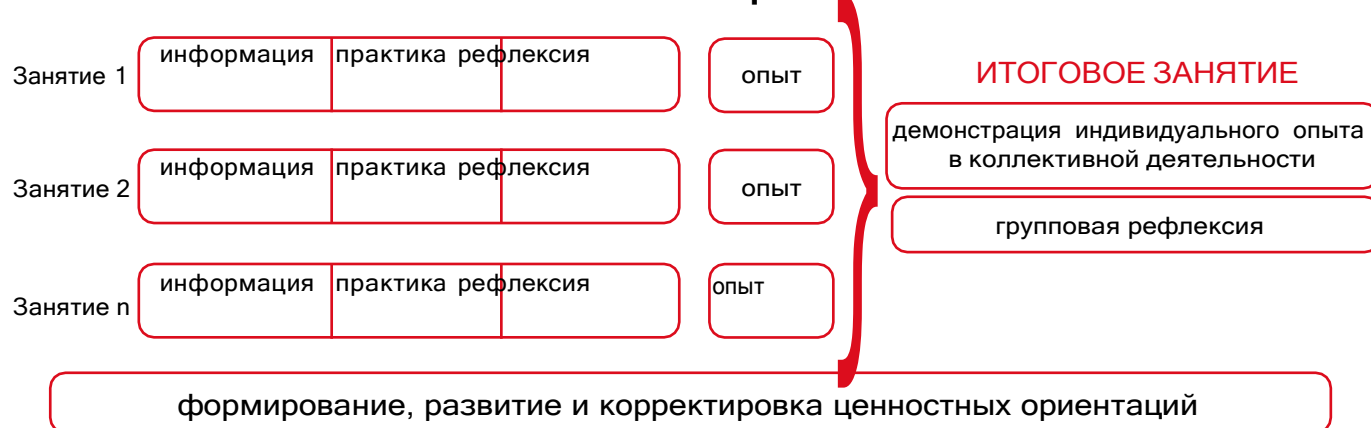 Занятие 1 информация практика рефлексия опыт
Занятие 2 информация практика рефлексия опыт
Занятие n информация практика рефлексия опыт
ИТОГОВОЕ ЗАНЯТИЕ
демонстрация индивидуального опыта
в коллективной деятельности
групповая рефлексия
формирование, развитие и корректировка ценностных ориентаций